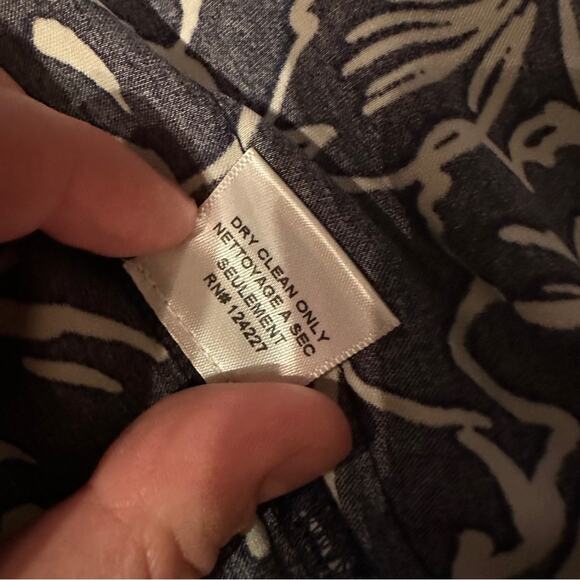 DRY CLEAN ONLY
NETTOYAGE A SEC
SEULEMENT
RN# 124227